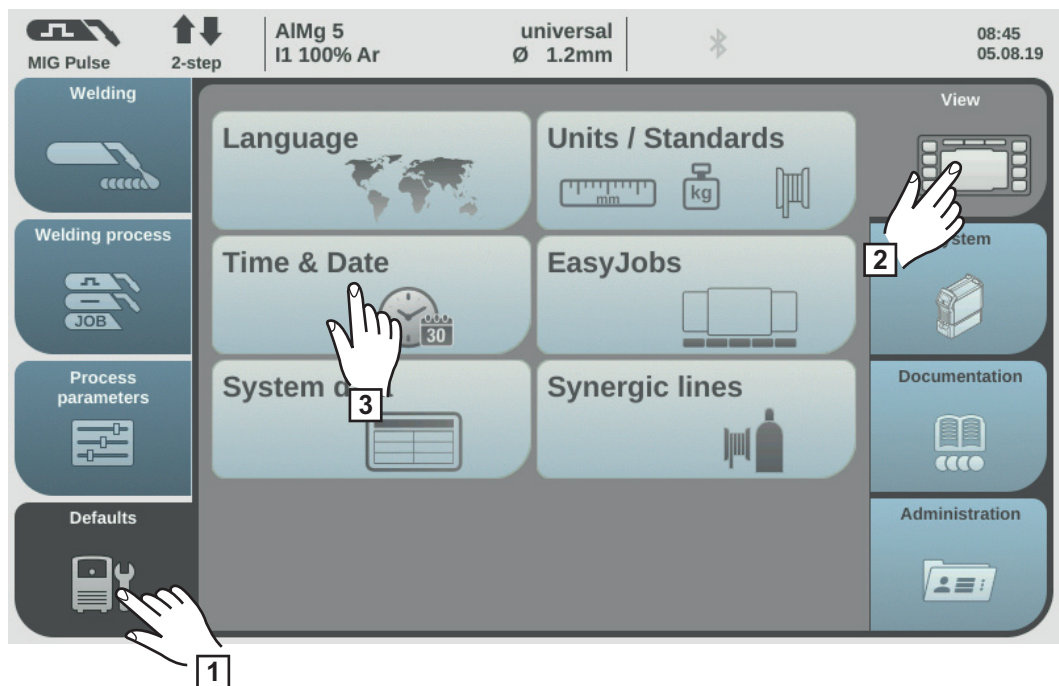 MIG Pulse
2-step
AlMg 5
I1 100% Ar
universal
Ø 1.2mm
08:45
05.08.19
Welding
Welding process
JOB
Process
parameters
Defaults
1
Language
Units / Standards
mm
kg
Time & Date
30
EasyJobs
System
3
Synergic lines
View
2
Documentation
Administration